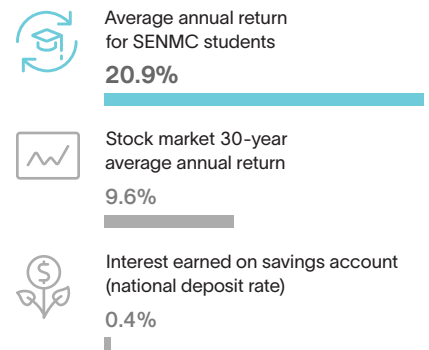 Average annual return
for SENMC students
20.9%
Stock market 30-year
average annual return
9.6%
$
Interest earned on savings account
(national deposit rate)
0.4%